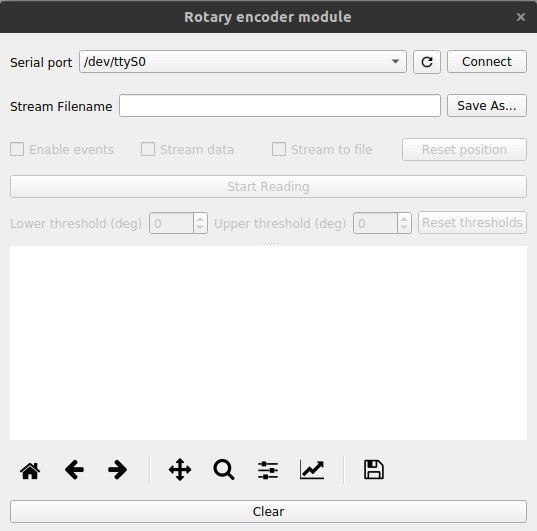 Rotary encoder module
Serial port /dev/ttyS0 Connect
Stream Filename Save As...
Enable events Stream data Stream to file Reset position
Start Reading
Lower threshold (deg) 0 Upper threshold (deg) 0 Reset thresholds
Clear